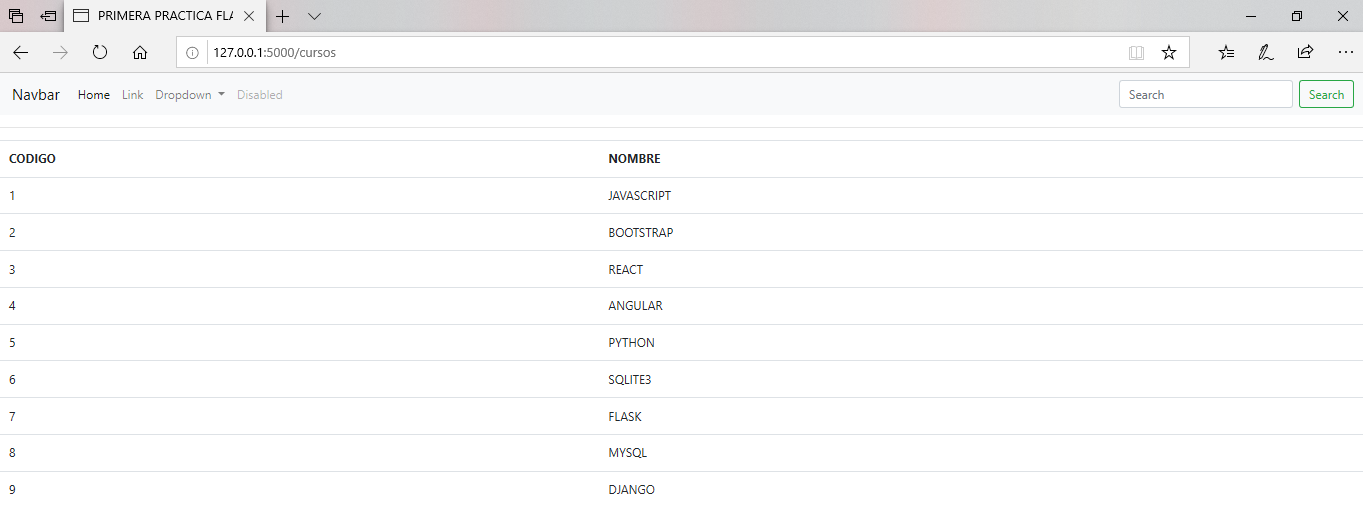 PRIMERA PRACTICA FLA
127.0.0.1:5000/cursos
Navbar Home Link Dropdown Disabled Search Search
CODIGO NOMBRE
1 JAVASCRIPT
2 BOOTSTRAP
3 REACT
4 ANGULAR
5 PYTHON
6 SQLITE3
7 FLASK
8 MYSQL
9 DJANGO